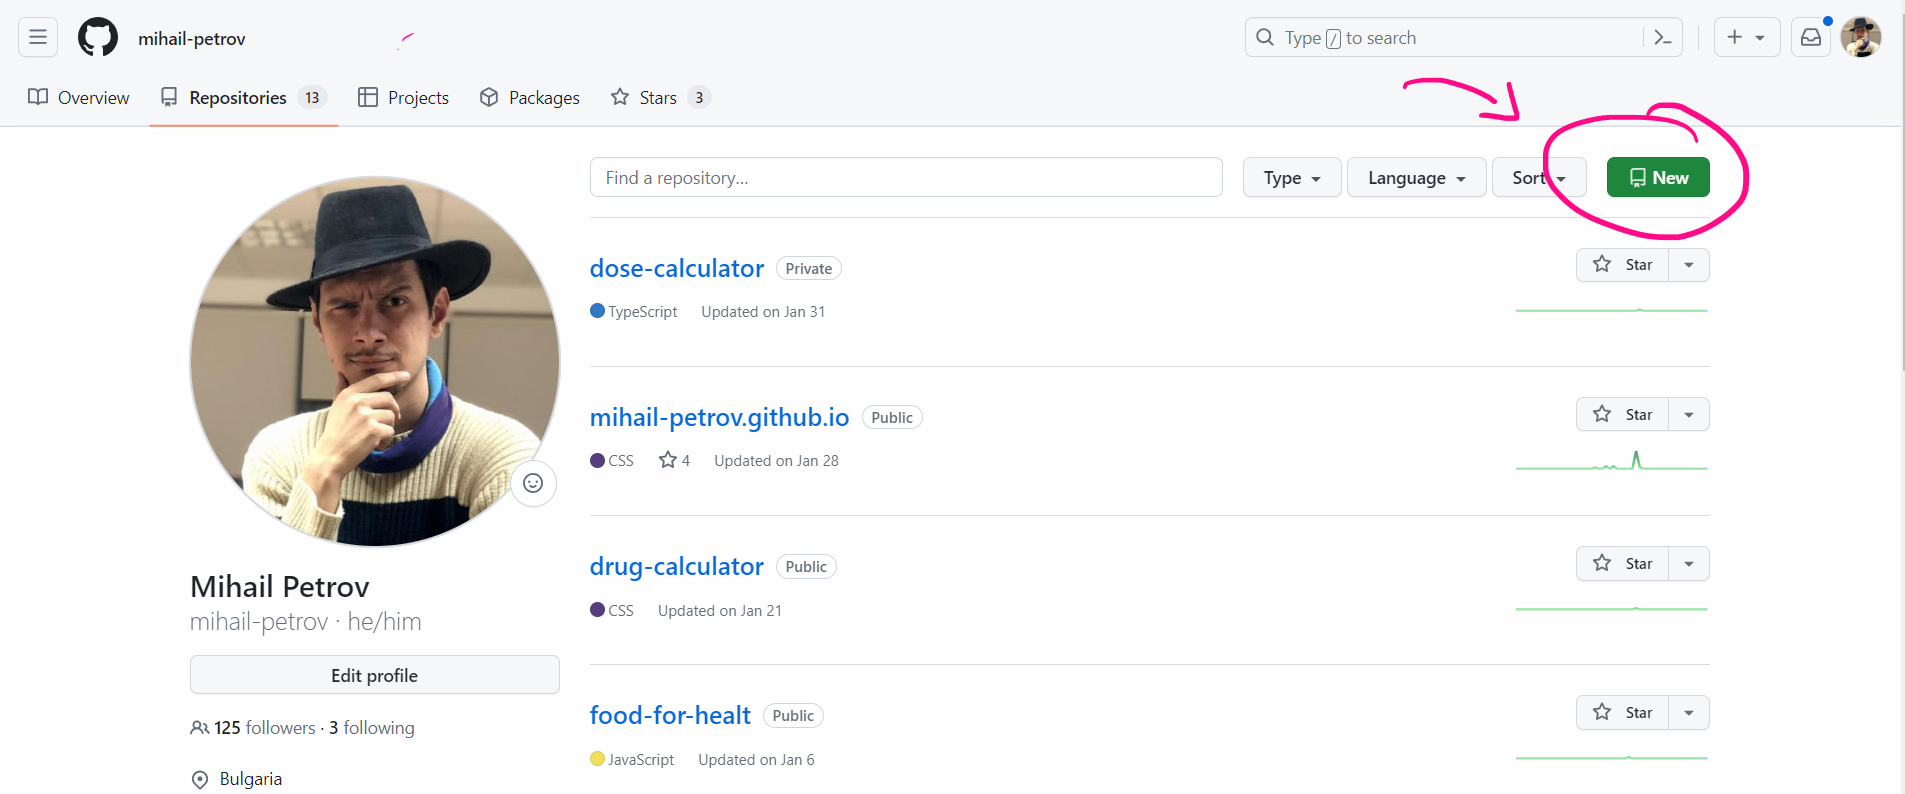 mihail-petrov
Type / to search
Overview
Repositories 13
Projects
Packages
Stars 3
Find a repository...
Type
Language
Sort
New
dose-calculator Private
Star
TypeScript Updated on Jan 31
mihail-petrov.github.io Public
Star
CSS 4 Updated on Jan 28
drug-calculator Public
Star
CSS Updated on Jan 21
food-for-healt Public
Star
JavaScript Updated on Jan 6
Mihail Petrov
mihail-petrov · he/him
Edit profile
125 followers · 3 following
Bulgaria